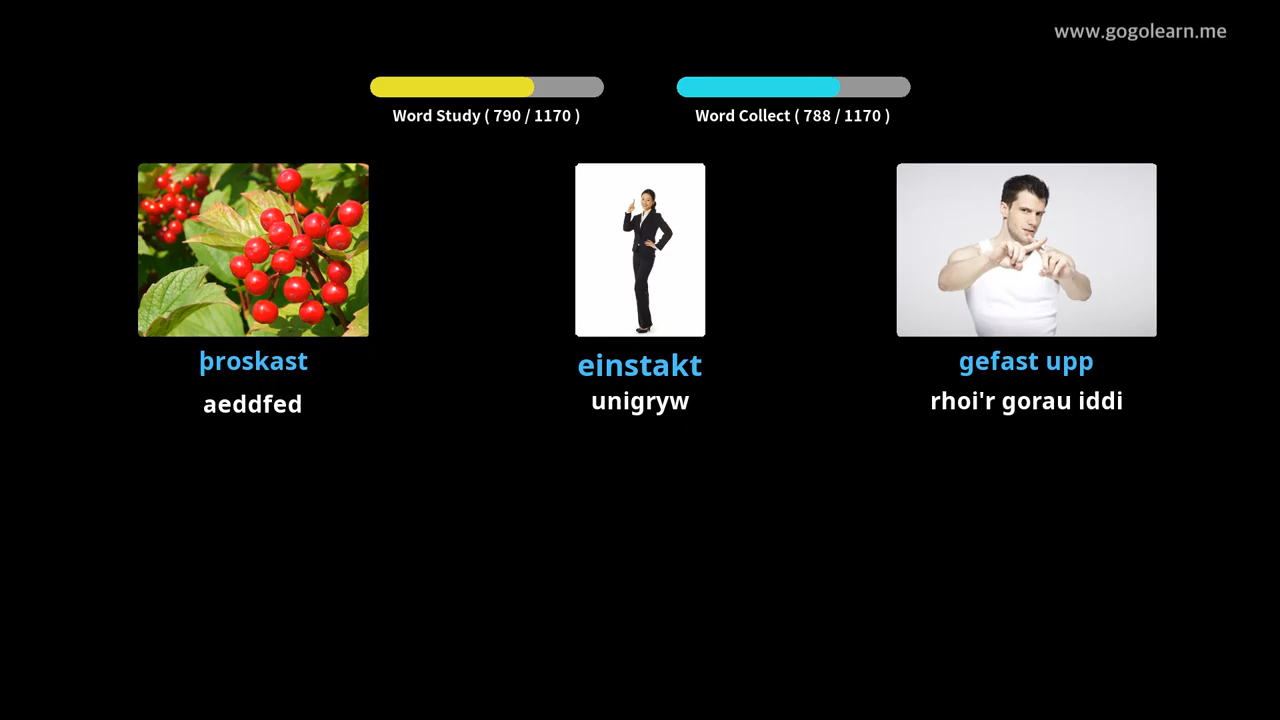 www.gogolearn.me
Word Study ( 790 / 1170 )
Word Collect ( 788 / 1170 )
þroskast
einstakt
gefast upp
aeddfed
unigryw
rhoi'r gorau iddi